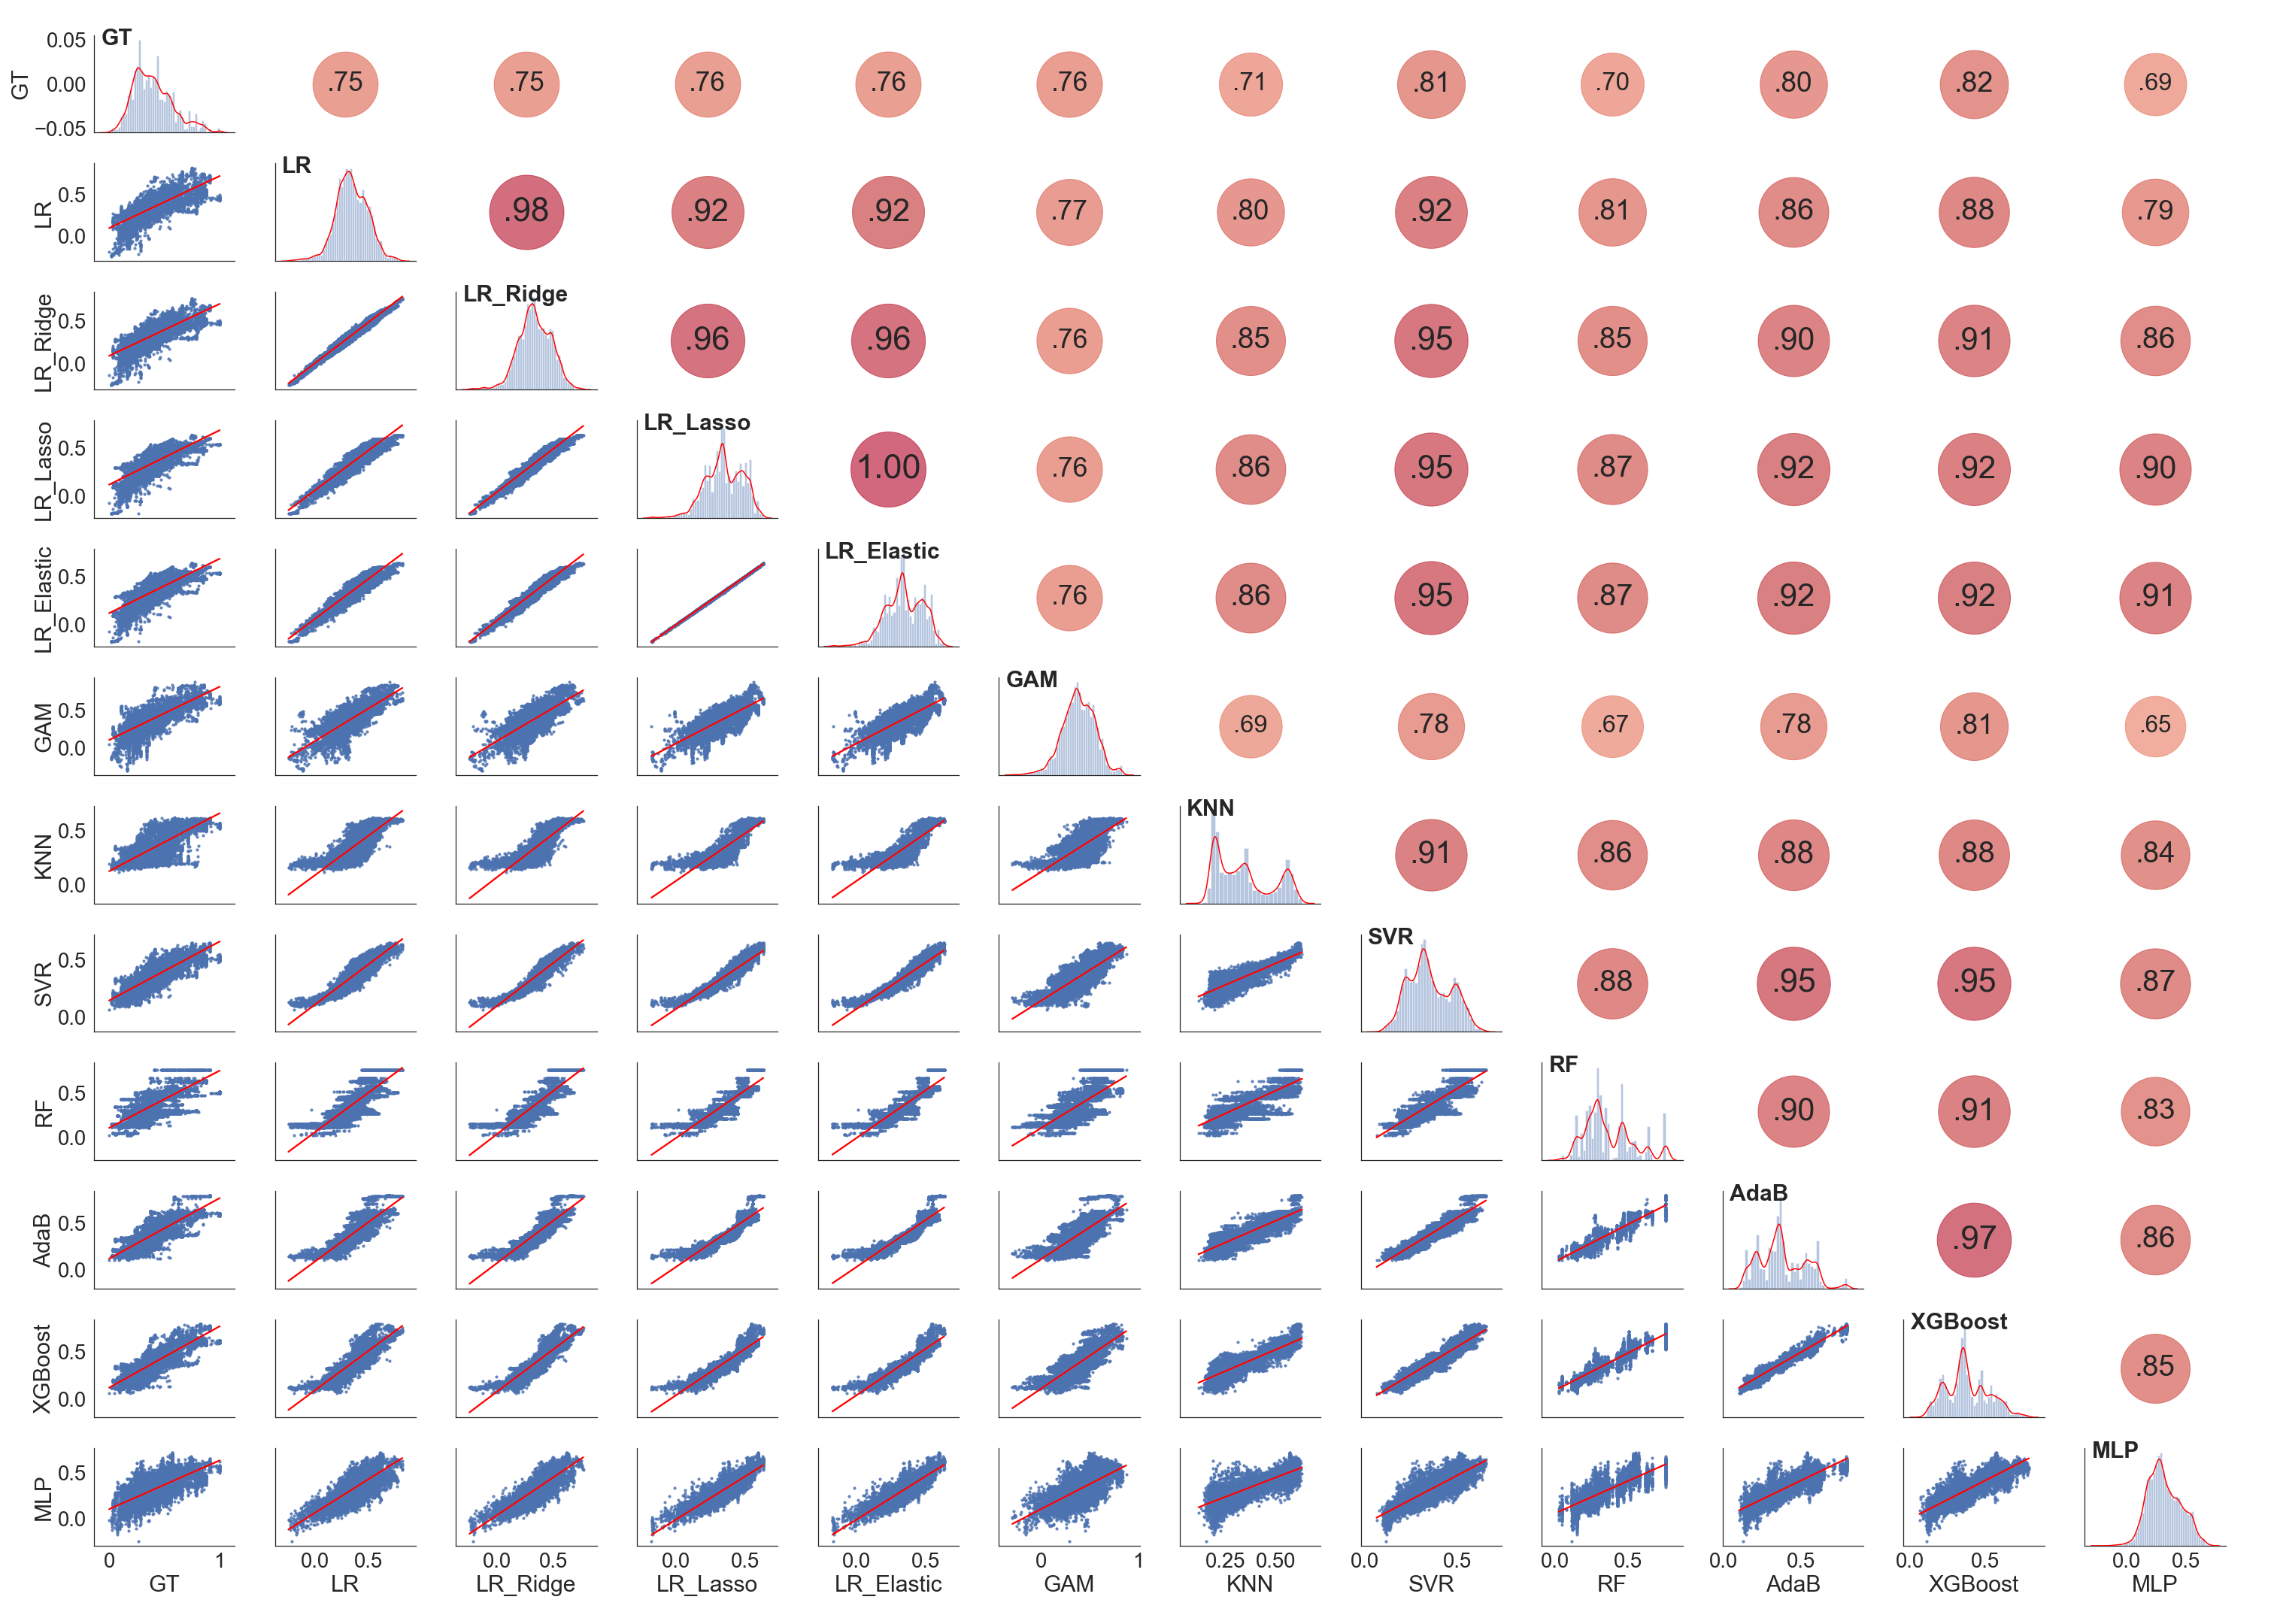 GT
0.05
0.00
−0.05
GT
.75 .75 .76 .76 .76 .71 .81 .70 .80 .82 .69
LR
0.5
0.0
LR
.98 .92 .92 .77 .80 .92 .81 .86 .88 .79
LR_Ridge
0.5
0.0
LR_Ridge
.96 .96 .76 .85 .95 .85 .90 .91 .86
LR_Lasso
0.5
0.0
LR_Lasso
1.00 .76 .86 .95 .87 .92 .92 .90
LR_Elastic
0.5
0.0
LR_Elastic
.76 .86 .95 .87 .92 .92 .91
GAM
0.5
0.0
GAM
.69 .78 .67 .78 .81 .65
KNN
0.5
0.0
KNN
.91 .86 .88 .88 .84
SVR
0.5
0.0
SVR
.88 .95 .95 .87
RF
0.5
0.0
RF
.90 .91 .83
AdaB
0.5
0.0
AdaB
.97 .86
XGBoost
0.5
0.0
XGBoost
.85
MLP
0.5
0.0
MLP
0 1 0.0 0.5 0.0 0.5 0.0 0.5 0.0 0.5 0 1 0.25 0.50 0.0 0.5 0.0 0.5 0.0 0.5 0.0 0.5 0.0 0.5
GT LR LR_Ridge LR_Lasso LR_Elastic GAM KNN SVR RF AdaB XGBoost MLP